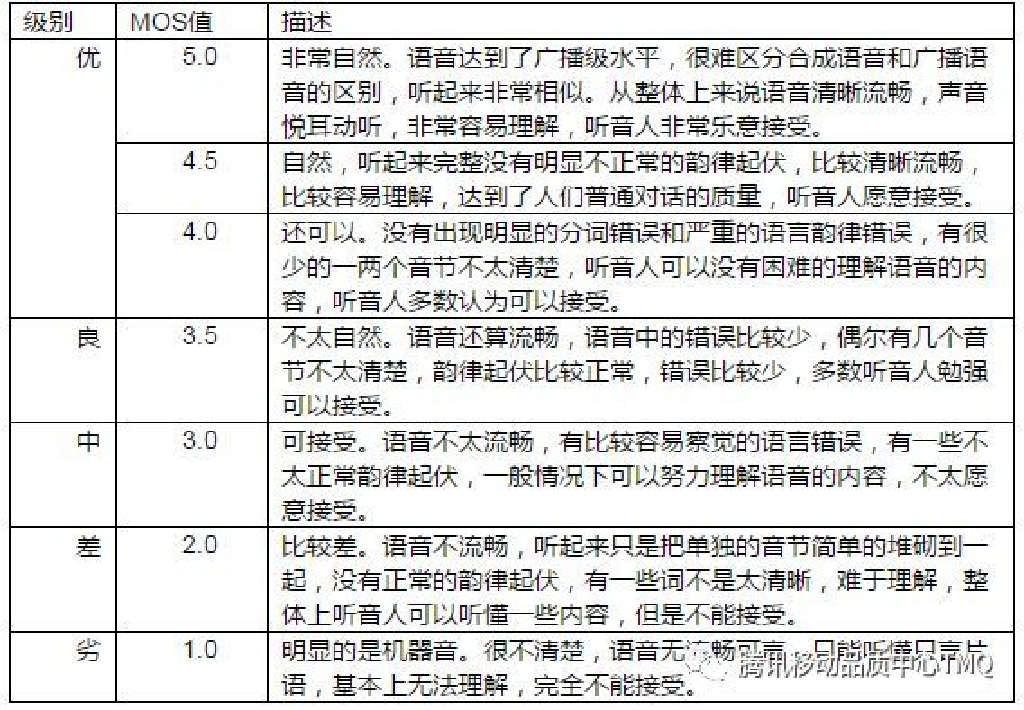 级别 MOS值 描述
优 5.0 非常自然。语音达到了广播级水平，很难区分合成语音和广播语
音的区别，听起来非常相似。从整体上来说语音清晰流畅，声音
悦耳动听，非常容易理解，听音人非常乐意接受。
4.5 自然，听起来完整没有明显不正常的韵律起伏，比较清晰流畅，
比较容易理解，达到了人们普通对话的质量，听音人愿意接受。
4.0 还可以。没有出现明显的分词错误和严重的语言韵律错误，有很
少的一两个音节不太清楚，听音人可以没有困难的理解语音的内
容，听音人多数认为可以接受。
良 3.5 不太自然。语音还算流畅，语音中的错误比较少，偶尔有几个音
节不太清楚，韵律起伏比较正常，错误比较少，多数听音人勉强
可以接受。
中 3.0 可接受。语音不太流畅，有比较容易察觉的语言错误，有一些不
太正常韵律起伏，一般情况下可以努力理解语音的内容，不太愿
意接受。
差 2.0 比较差。语音不流畅，听起来只是把单独的音节简单的堆砌到一
起，没有正常的韵律起伏，有一些词不是太清晰，难于理解，整
体上听音人可以听懂一些内容，但是不能接受。
劣 1.0 明显的是机器音。很不清楚，语音无流畅可言，只能听懂只言片
语，基本上无法理解，完全不能接受。
腾讯移动品质中心TMQ